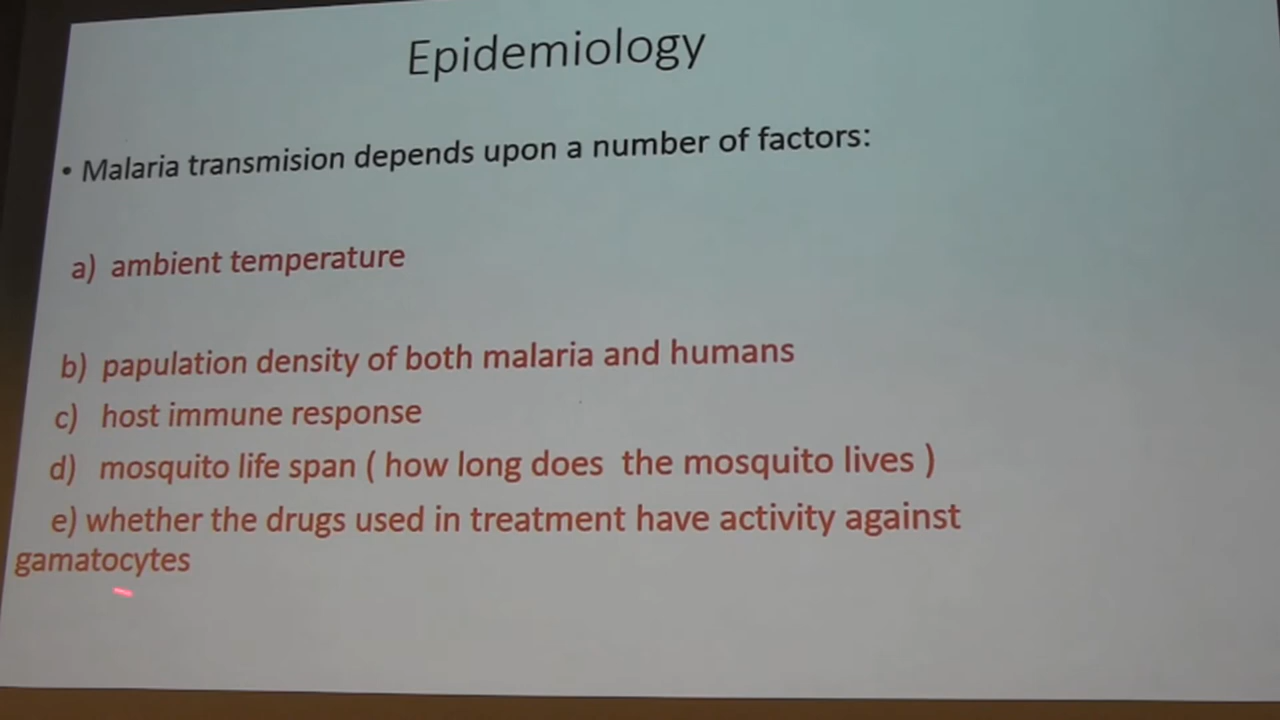 Epidemiology
• Malaria transmision depends upon a number of factors:
a) ambient temperature
b) papulation density of both malaria and humans
c) host immune response
d) mosquito life span ( how long does the mosquito lives )
e) whether the drugs used in treatment have activity against
gamatocytes